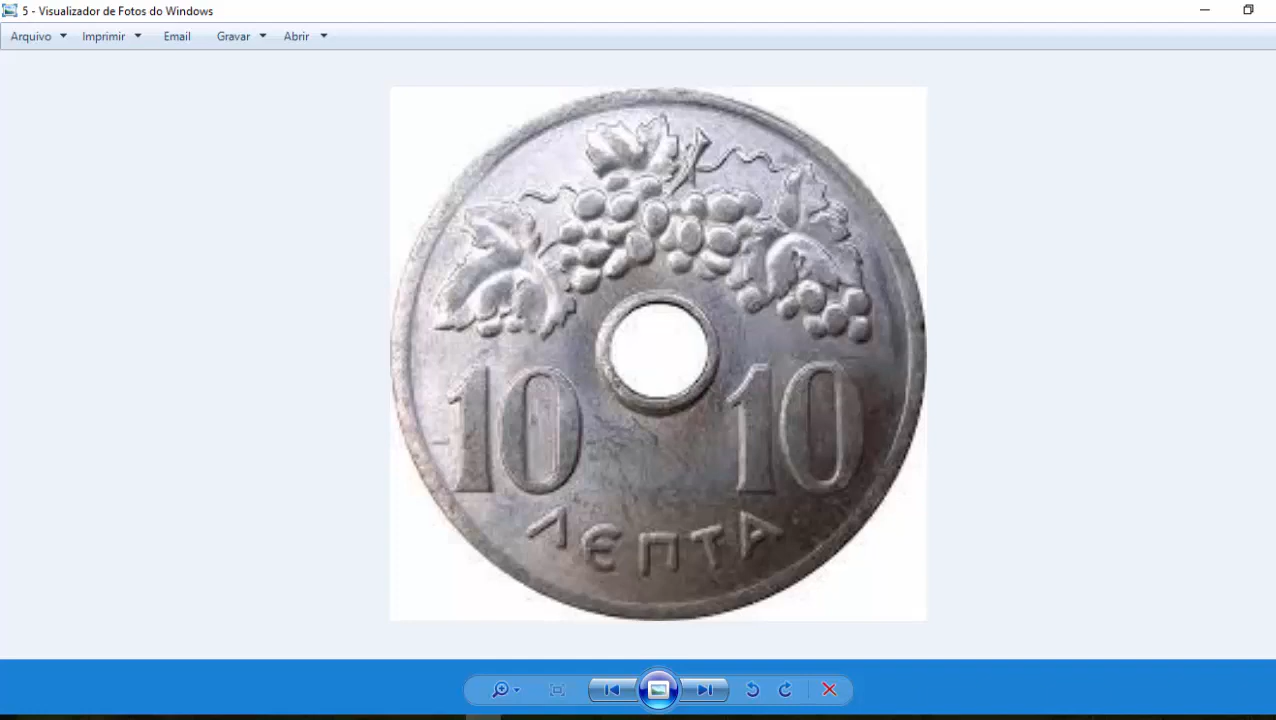 5 - Visualizador de Fotos do Windows
Arquivo Imprimir Email Gravar Abrir
10 10
ΛΕΠΤΑ